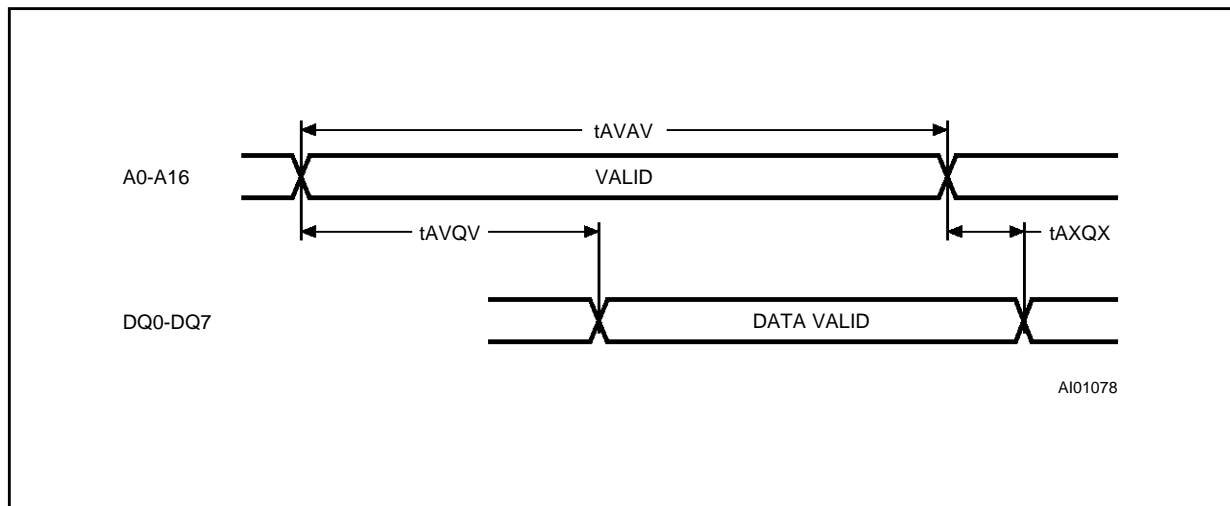 tAVAV
A0-A16
VALID
tAVQV
tAXQX
DQ0-DQ7
DATA VALID
AI01078